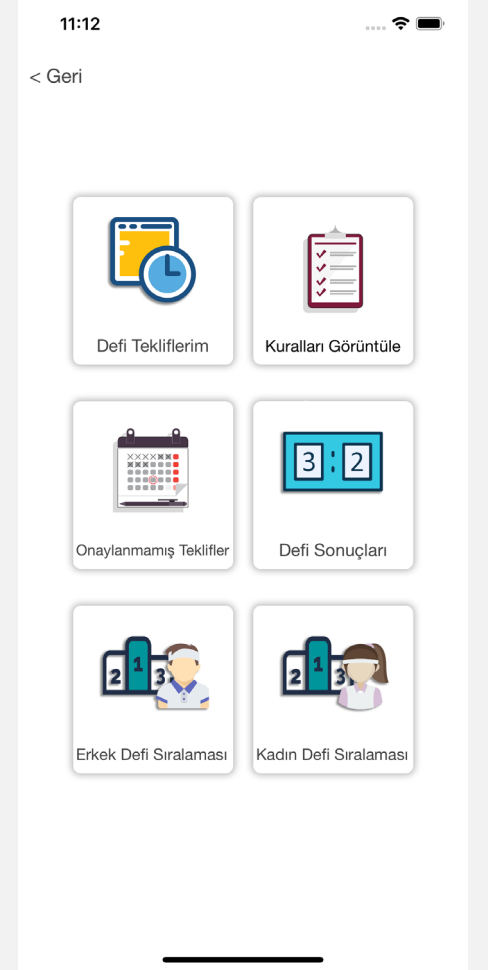 11:12
< Geri
Defi Tekliflerim
Kuralları Görüntüle
3 : 2
Onaylanmamış Teklifler
Defi Sonuçları
2 1 3
2 1 3
Erkek Defi Sıralaması
Kadın Defi Sıralaması